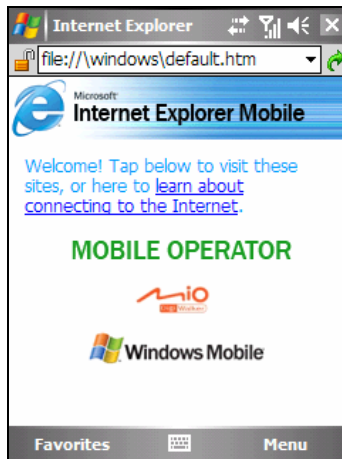 Internet Explorer
file://\windows\default.htm
Microsoft
Internet Explorer Mobile
Welcome! Tap below to visit these
sites, or here to learn about
connecting to the Internet.
MOBILE OPERATOR
Mio
DigiWalker
Windows Mobile
Favorites
Menu